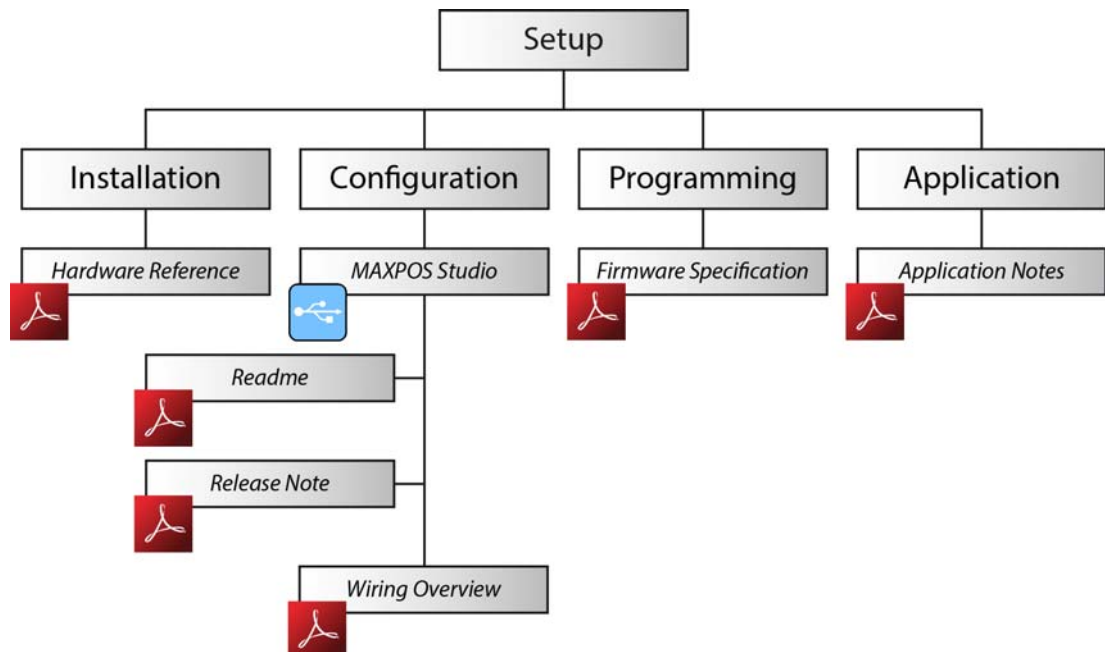 Setup
Installation
Configuration
Programming
Application
Hardware Reference
MAXPOS Studio
Firmware Specification
Application Notes
Readme
Release Note
Wiring Overview